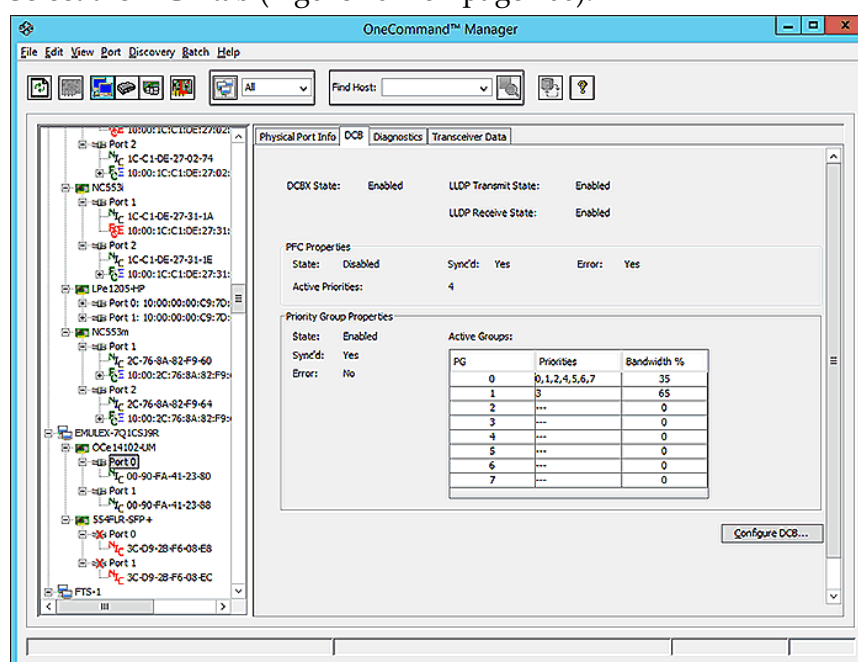 OneCommand™ Manager
File Edit View Port Discovery Batch Help
All
Find Host:
10:00:1C:C1:DE:27:02:
Port 2
1C-C1-DE-27-02-74
10:00:1C:C1:DE:27:02:
NC553i
Port 1
1C-C1-DE-27-31-1A
10:00:1C:C1:DE:27:31:
Port 2
1C-C1-DE-27-31-1E
10:00:1C:C1:DE:27:31:
LPe1205-HP
Port 0: 10:00:00:00:C9:7D:
Port 1: 10:00:00:00:C9:7D:
NC553m
Port 1
2C-76-8A-82-F9-60
10:00:2C:76:8A:82:F9:
Port 2
2C-76-8A-82-F9-64
10:00:2C:76:8A:82:F9:
EMULEX-7Q1CSJ9R
OCe14102-UM
Port 0
00-90-FA-41-23-80
Port 1
00-90-FA-41-23-88
554FLR-SFP+
Port 0
3C-D9-2B-F6-08-E8
Port 1
3C-D9-2B-F6-08-EC
FTS-1
Physical Port Info DCB Diagnostics Transceiver Data
DCBX State: Enabled LLDP Transmit State: Enabled
LLDP Receive State: Enabled
PFC Properties
State: Disabled Sync'd: Yes Error: Yes
Active Priorities: 4
Priority Group Properties
State: Enabled Active Groups:
Sync'd: Yes
Error: No
PG Priorities Bandwidth %
0 0,1,2,4,5,6,7 35
1 3 65
2 --- 0
3 --- 0
4 --- 0
5 --- 0
6 --- 0
7 --- 0
Configure DCB...